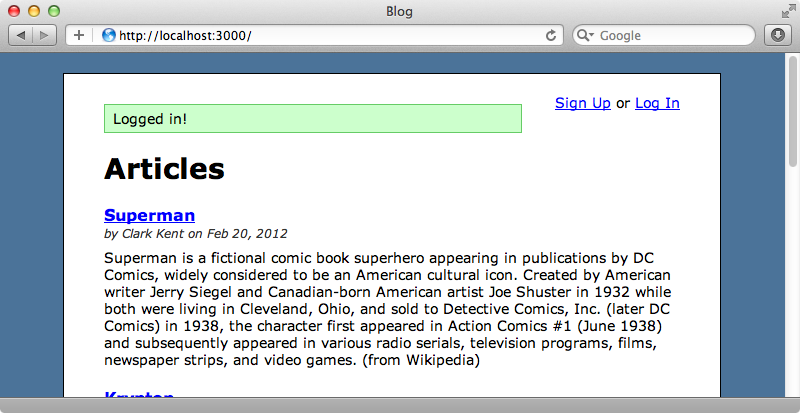 Blog
http://localhost:3000/
Google
Sign Up or Log In
Logged in!
Articles
Superman
by Clark Kent on Feb 20, 2012
Superman is a fictional comic book superhero appearing in publications by DC
Comics, widely considered to be an American cultural icon. Created by American
writer Jerry Siegel and Canadian-born American artist Joe Shuster in 1932 while
both were living in Cleveland, Ohio, and sold to Detective Comics, Inc. (later DC
Comics) in 1938, the character first appeared in Action Comics #1 (June 1938)
and subsequently appeared in various radio serials, television programs, films,
newspaper strips, and video games. (from Wikipedia)
Krypton